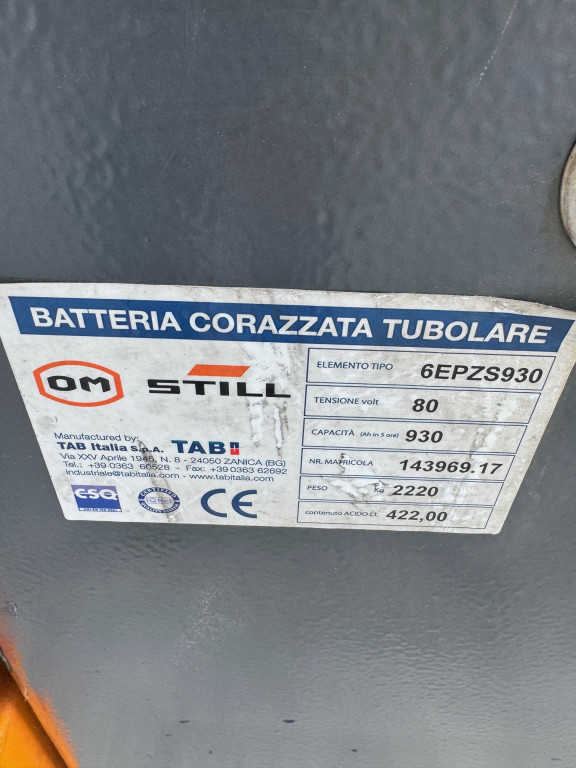 BATTERIA CORAZZATA TUBOLARE
OM STILL
Manufactured by:
TAB Italia s.p.A. TAB
Via XXV Aprile 1945, N. 8 - 24050 ZANICA (BG)
Tel.: +39 0363 60528 - Fax: +39 0363 62692
industriale@tabitalia.com - www.tabitalia.com
CSQ
CE
ELEMENTO TIPO 6EPZS930
TENSIONE volt 80
CAPACITÀ (Ah in 5 ore) 930
NR. MATRICOLA 143969.17
PESO Kg 2220
contenuto ACIDO LT. 422,00